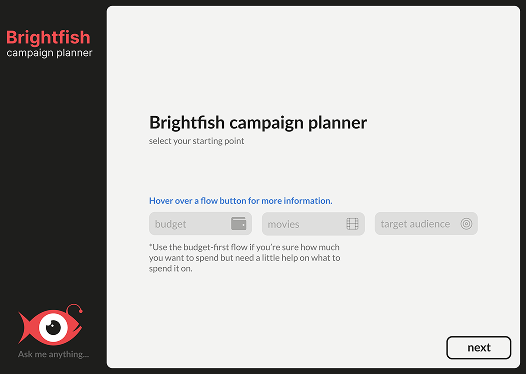 Brightfish
campaign planner
Brightfish campaign planner
select your starting point
Hover over a flow button for more information.
budget
movies
target audience
*Use the budget-first flow if you're sure how much
you want to spend but need a little help on what to
spend it on.
Ask me anything...
next